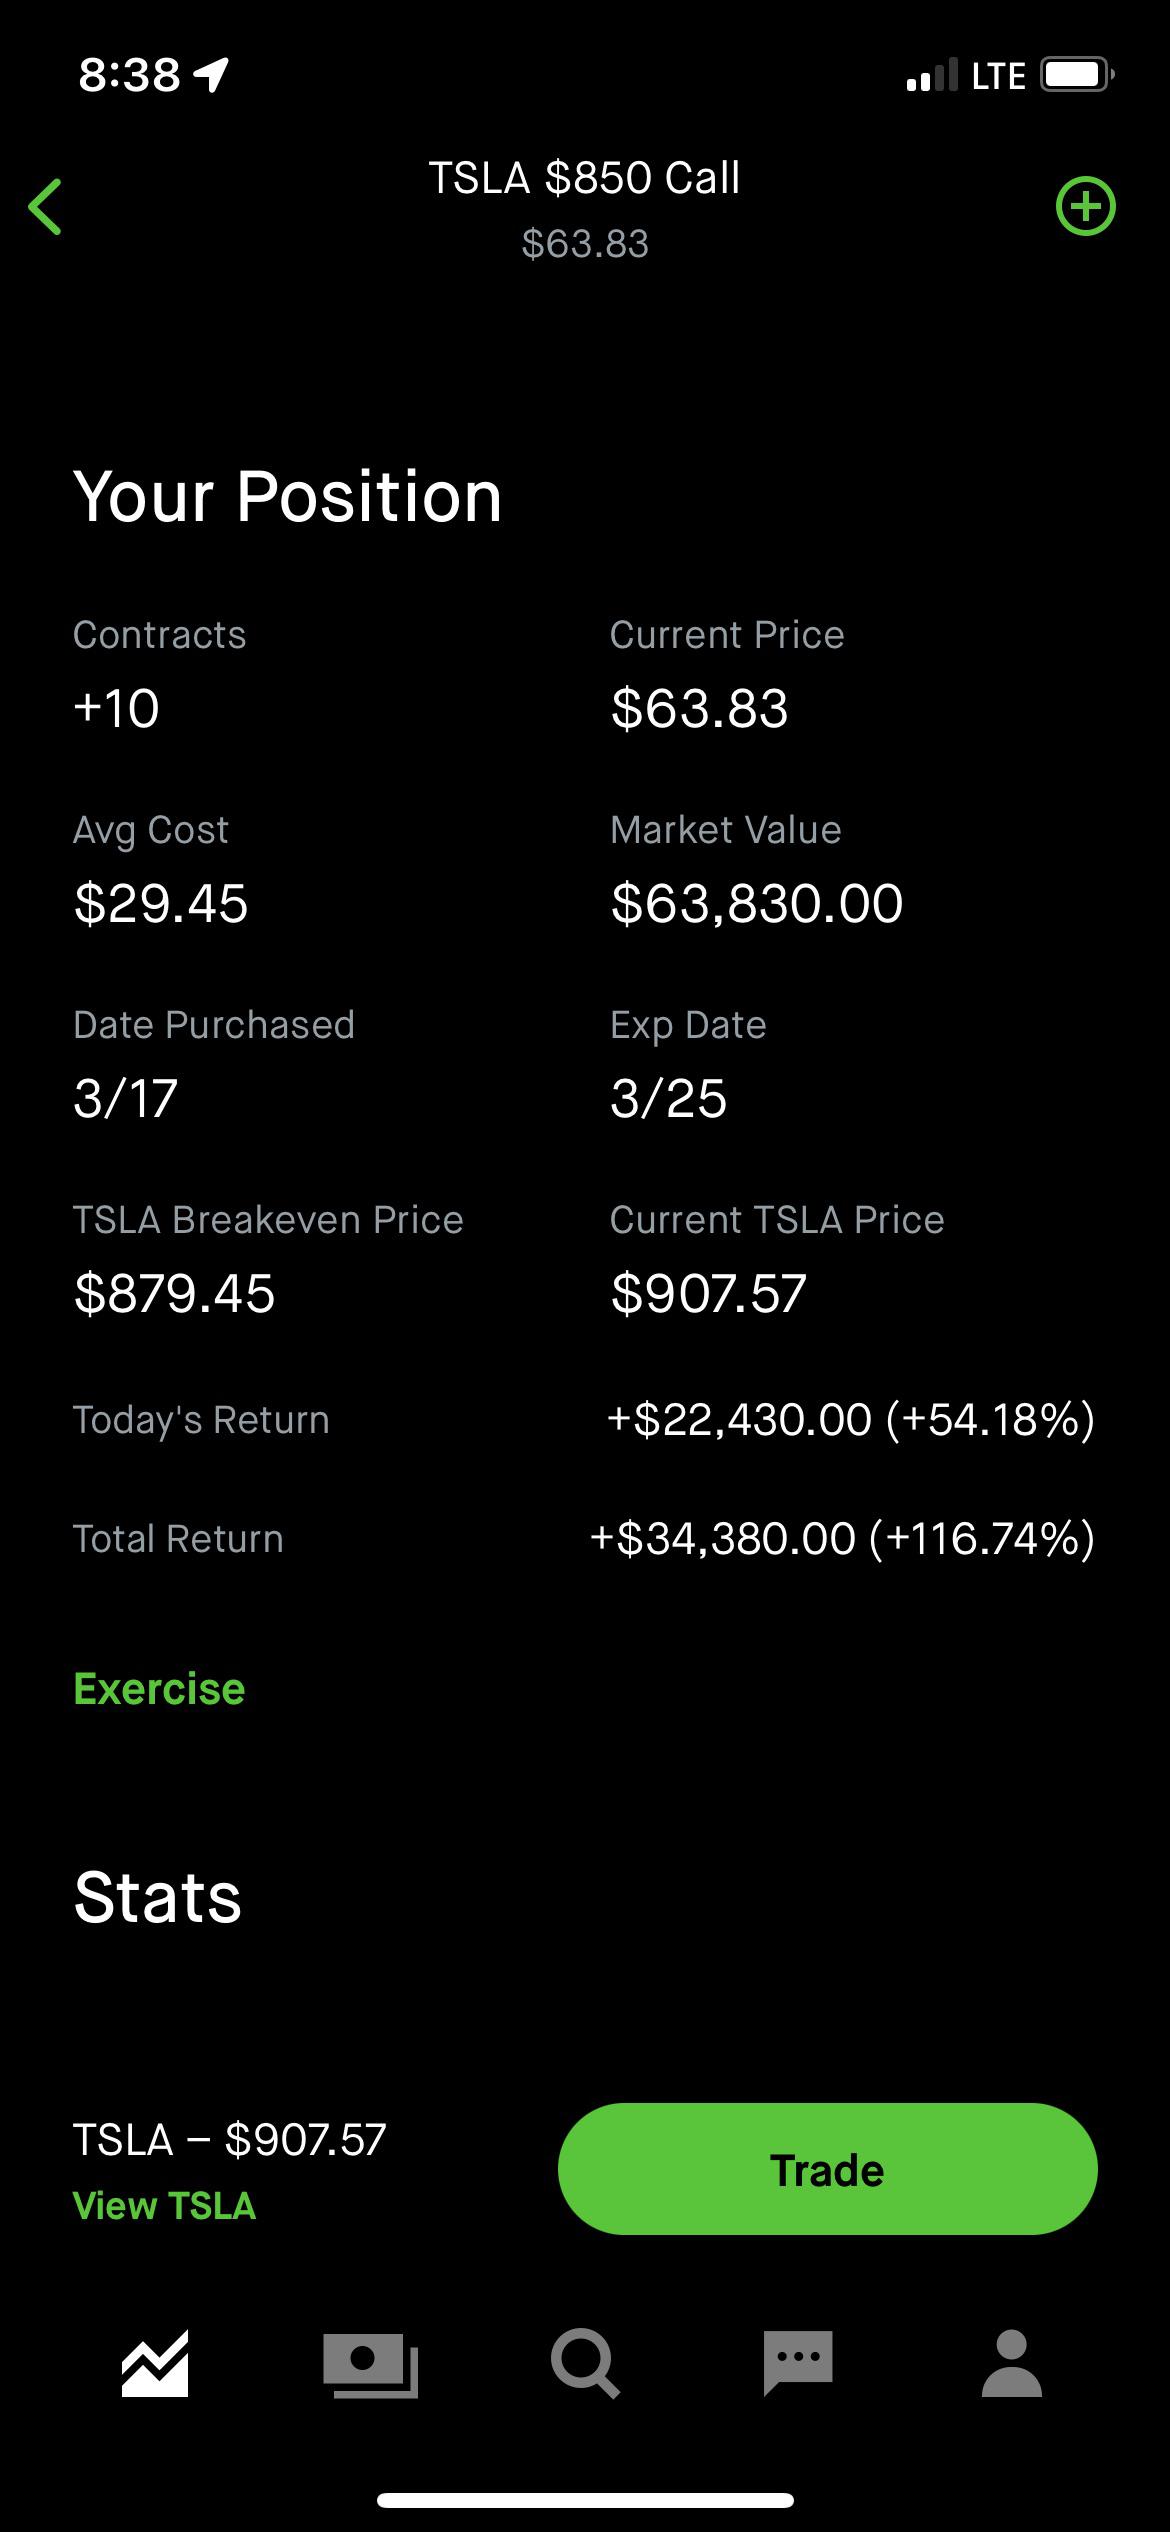 8:38
LTE
TSLA $850 Call
$63.83
Your Position
Contracts
+10
Current Price
$63.83
Avg Cost
$29.45
Market Value
$63,830.00
Date Purchased
3/17
Exp Date
3/25
TSLA Breakeven Price
$879.45
Current TSLA Price
$907.57
Today's Return
+$22,430.00 (+54.18%)
Total Return
+$34,380.00 (+116.74%)
Exercise
Stats
TSLA – $907.57
View TSLA
Trade